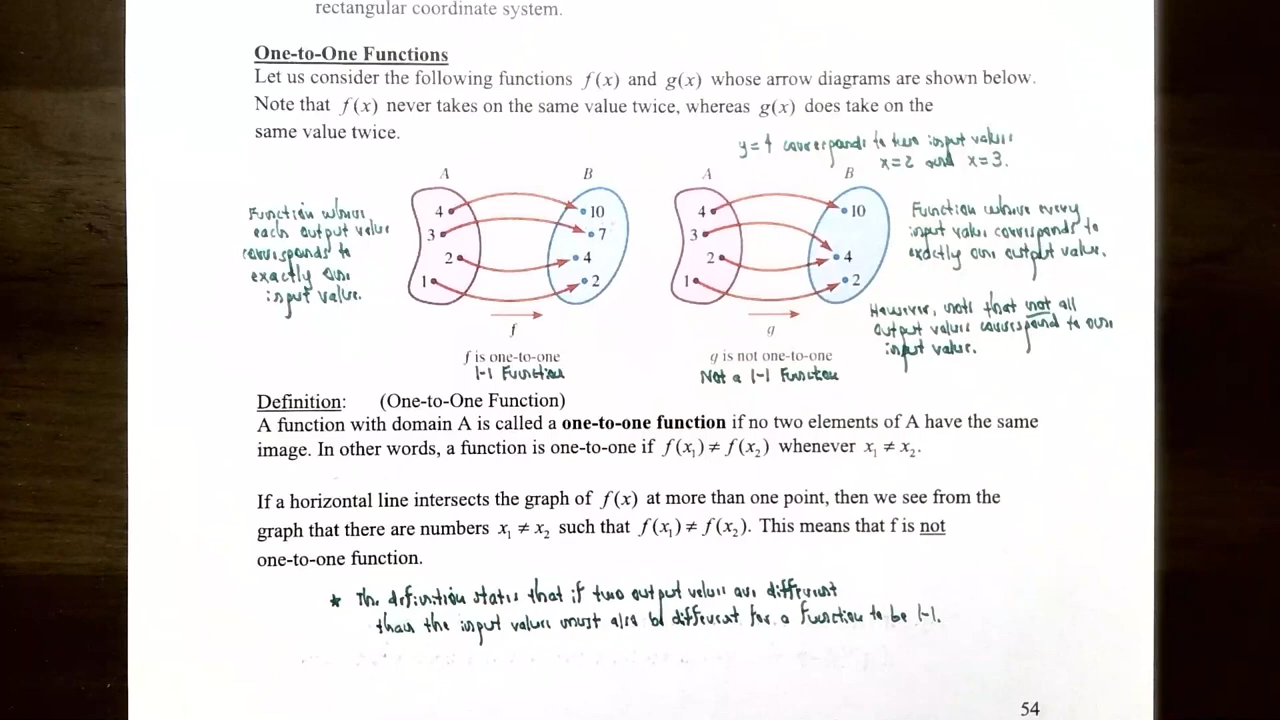 rectangular coordinate system.
One-to-One Functions
Let us consider the following functions f(x) and g(x) whose arrow diagrams are shown below.
Note that f(x) never takes on the same value twice, whereas g(x) does take on the
same value twice.
y=4 corresponds to two input values
x=2 and x=3.
Function whose
each output value
corresponds to
exactly one
input value.
A
B
4
3
2
1
10
7
4
2
f
f is one-to-one
1-1 Function
A
B
4
3
2
1
10
4
2
g
g is not one-to-one
Not a 1-1 Function
Function whose every
input value corresponds to
exactly one output value.
However, note that not all
output values correspond to one
input value.
Definition: (One-to-One Function)
A function with domain A is called a one-to-one function if no two elements of A have the same
image. In other words, a function is one-to-one if f(x₁) ≠ f(x₂) whenever x₁ ≠ x₂.
If a horizontal line intersects the graph of f(x) at more than one point, then we see from the
graph that there are numbers x₁ ≠ x₂ such that f(x₁) ≠ f(x₂). This means that f is not
one-to-one function.
* The definition states that if two output values are different
than the input values must also be different for a function to be 1-1.
54